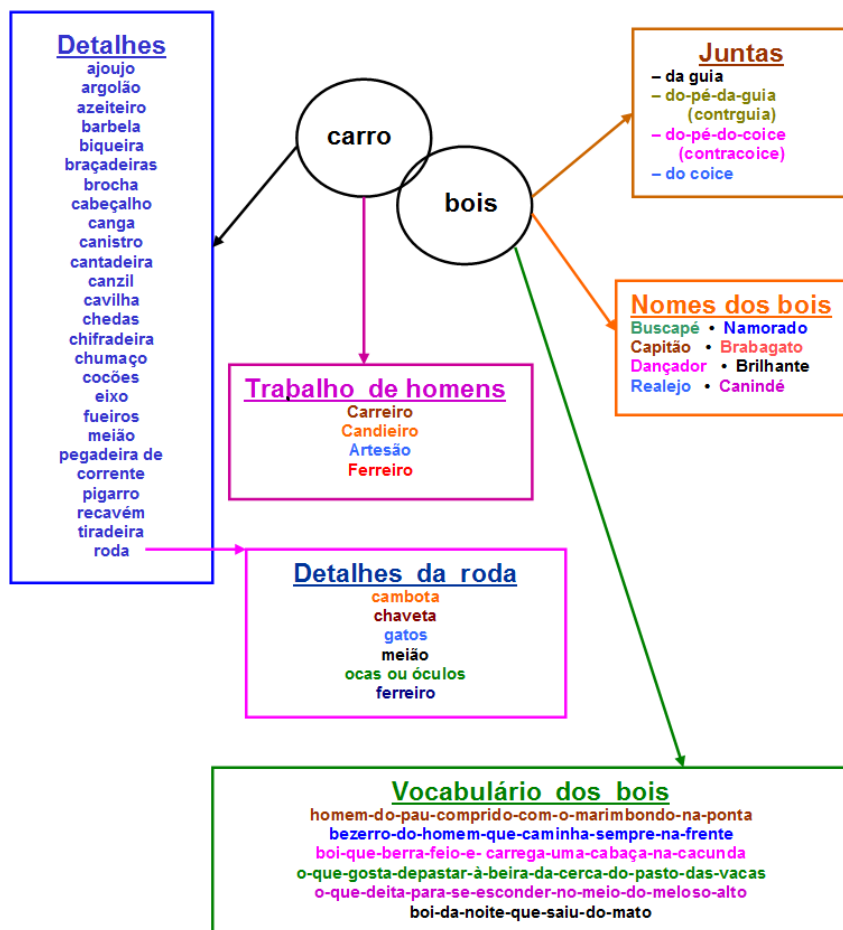 Detalhes
ajoujo
argolão
azeiteiro
barbela
biqueira
braçadeiras
brocha
cabeçalho
canga
canistro
cantadeira
canzil
cavilha
chedas
chifradeira
chumaço
cocões
eixo
fueiros
meião
pegadeira de
corrente
pigarro
recavém
tiradeira
roda
carro
bois
Juntas
– da guia
– do-pé-da-guia
(contrguia)
– do-pé-do-coice
(contracoice)
– do coice
Nomes dos bois
Buscapé • Namorado
Capitão • Brabagato
Dançador • Brilhante
Realejo • Canindé
Trabalho de homens
Carreiro
Candieiro
Artesão
Ferreiro
Detalhes da roda
cambota
chaveta
gatos
meião
ocas ou óculos
ferreiro
Vocabulário dos bois
homem-do-pau-comprido-com-o-marimbondo-na-ponta
bezerro-do-homem-que-caminha-sempre-na-frente
boi-que-berra-feio-e- carrega-uma-cabaça-na-cacunda
o-que-gosta-depastar-à-beira-da-cerca-do-pasto-das-vacas
o-que-deita-para-se-esconder-no-meio-do-meloso-alto
boi-da-noite-que-saiu-do-mato